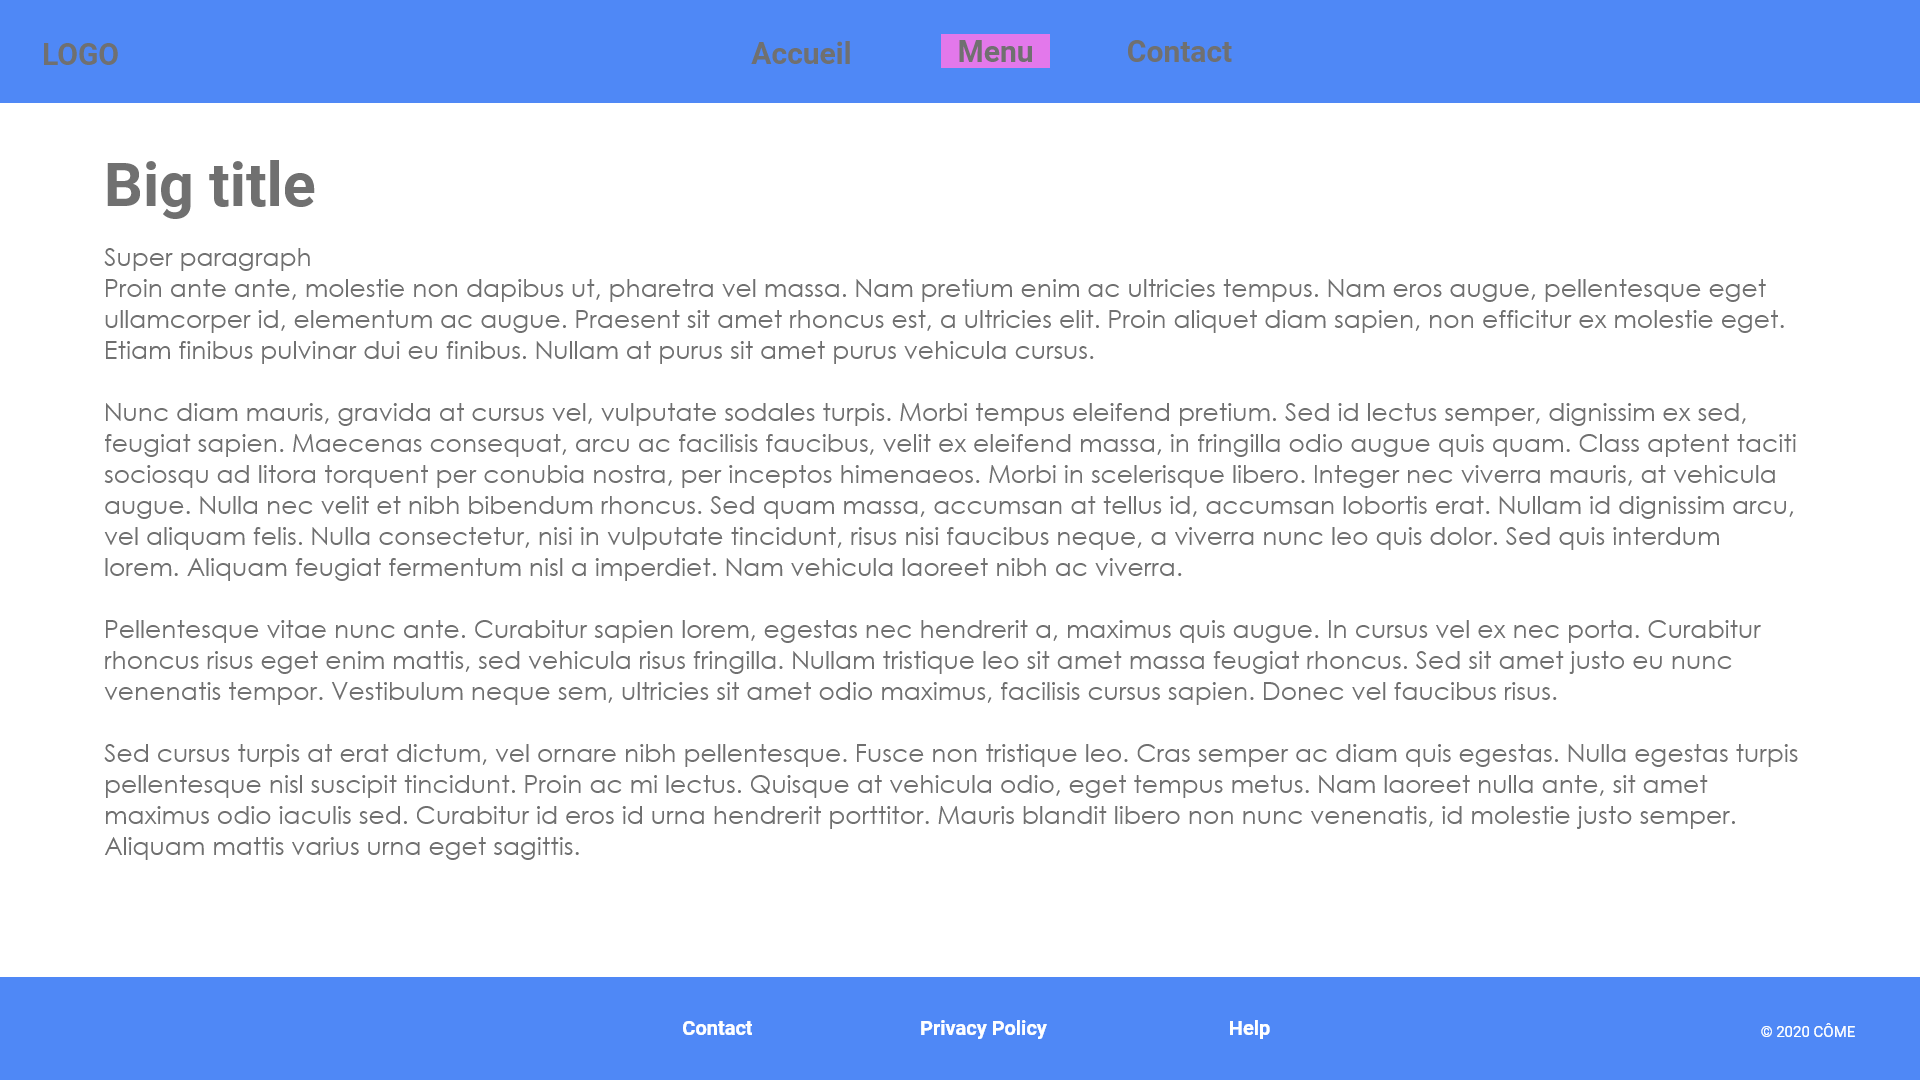 LOGO
Accueil
Menu
Contact
Big title
Super paragraph
Proin ante ante, molestie non dapibus ut, pharetra vel massa. Nam pretium enim ac ultricies tempus. Nam eros augue, pellentesque eget
ullamcorper id, elementum ac augue. Praesent sit amet rhoncus est, a ultricies elit. Proin aliquet diam sapien, non efficitur ex molestie eget.
Etiam finibus pulvinar dui eu finibus. Nullam at purus sit amet purus vehicula cursus.
Nunc diam mauris, gravida at cursus vel, vulputate sodales turpis. Morbi tempus eleifend pretium. Sed id lectus semper, dignissim ex sed,
feugiat sapien. Maecenas consequat, arcu ac facilisis faucibus, velit ex eleifend massa, in fringilla odio augue quis quam. Class aptent taciti
sociosqu ad litora torquent per conubia nostra, per inceptos himenaeos. Morbi in scelerisque libero. Integer nec viverra mauris, at vehicula
augue. Nulla nec velit et nibh bibendum rhoncus. Sed quam massa, accumsan at tellus id, accumsan lobortis erat. Nullam id dignissim arcu,
vel aliquam felis. Nulla consectetur, nisi in vulputate tincidunt, risus nisi faucibus neque, a viverra nunc leo quis dolor. Sed quis interdum
lorem. Aliquam feugiat fermentum nisl a imperdiet. Nam vehicula laoreet nibh ac viverra.
Pellentesque vitae nunc ante. Curabitur sapien lorem, egestas nec hendrerit a, maximus quis augue. In cursus vel ex nec porta. Curabitur
rhoncus risus eget enim mattis, sed vehicula risus fringilla. Nullam tristique leo sit amet massa feugiat rhoncus. Sed sit amet justo eu nunc
venenatis tempor. Vestibulum neque sem, ultricies sit amet odio maximus, facilisis cursus sapien. Donec vel faucibus risus.
Sed cursus turpis at erat dictum, vel ornare nibh pellentesque. Fusce non tristique leo. Cras semper ac diam quis egestas. Nulla egestas turpis
pellentesque nisl suscipit tincidunt. Proin ac mi lectus. Quisque at vehicula odio, eget tempus metus. Nam laoreet nulla ante, sit amet
maximus odio iaculis sed. Curabitur id eros id urna hendrerit porttitor. Mauris blandit libero non nunc venenatis, id molestie justo semper.
Aliquam mattis varius urna eget sagittis.
Contact
Privacy Policy
Help
© 2020 CÔME